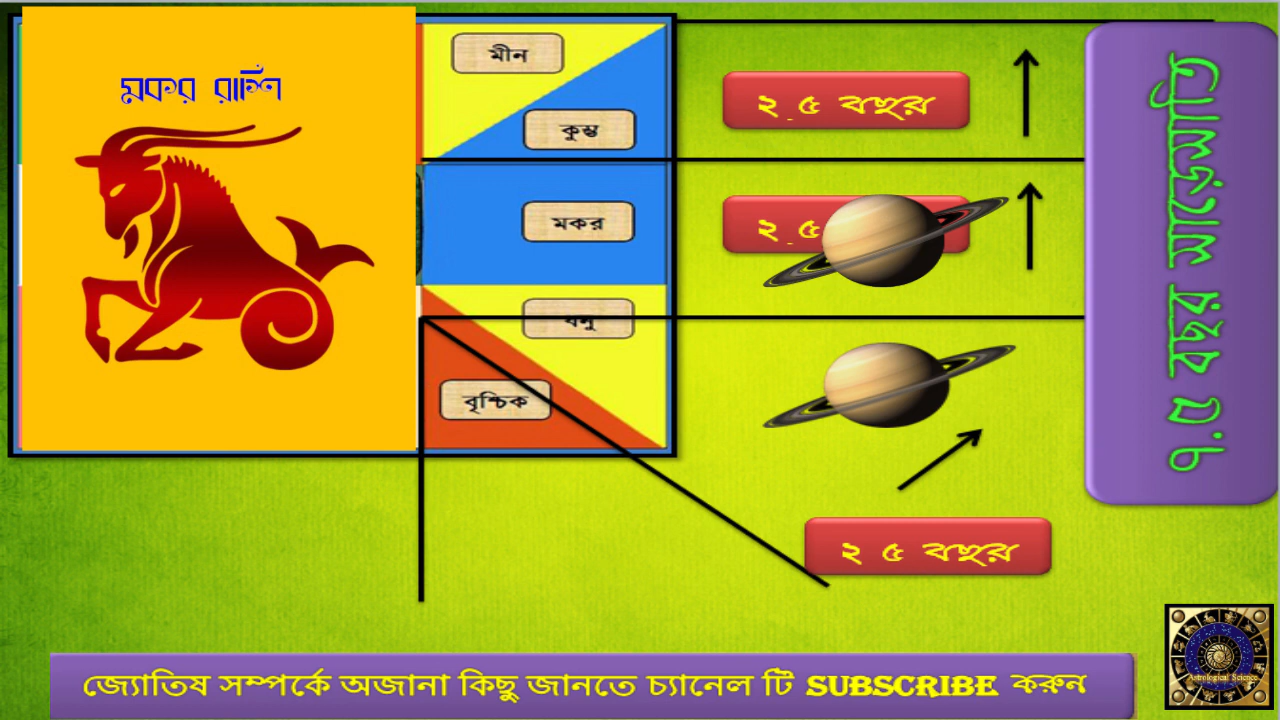 মকর রাশি
মীন
কুম্ভ
মকর
ধনু
বৃশ্চিক
২.৫ বছর
২.৫
২.৫ বছর
৭.৫ বছর সাড়েসাতি
জ্যোতিষ সম্পর্কে অজানা কিছু জানতে চ্যানেল টি SUBSCRIBE করুন
Astrological Science